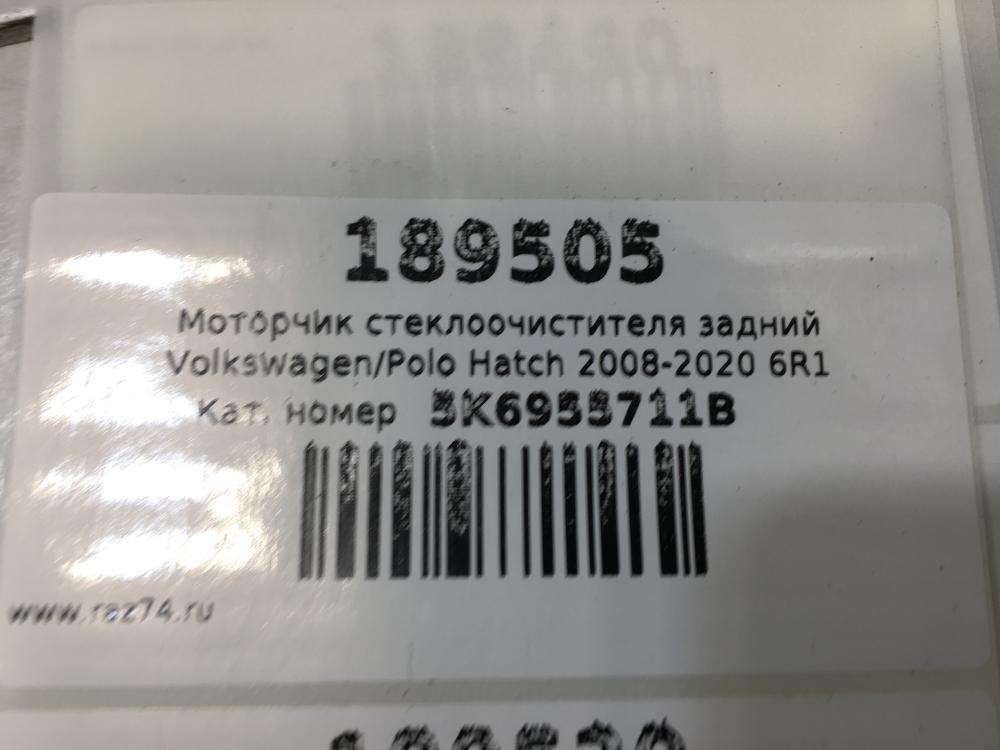 189505
Моторчик стеклоочистителя задний
Volkswagen/Polo Hatch 2008-2020 6R1
Кат. номер 5K6955711B
www.raz74.ru